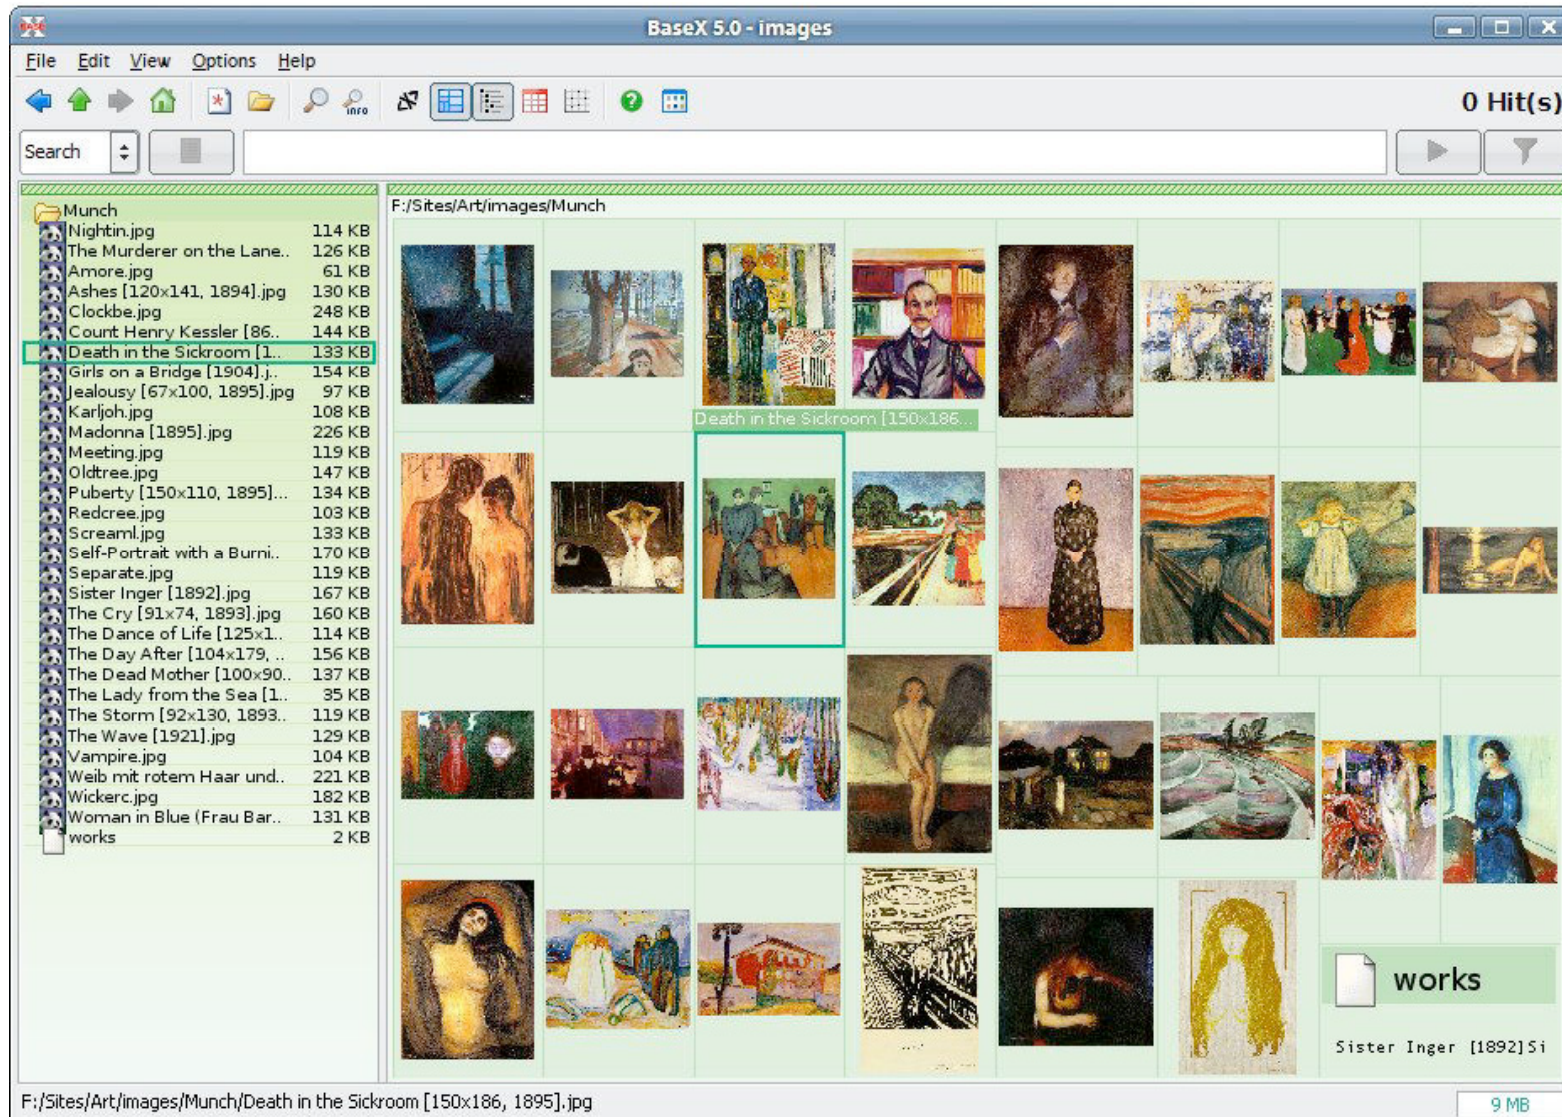 BaseX 5.0 - images
File Edit View Options Help
info
0 Hit(s)
Search
Munch
Nightin.jpg 114 KB
The Murderer on the Lane.. 126 KB
Amore.jpg 61 KB
Ashes [120x141, 1894].jpg 130 KB
Clockbe.jpg 248 KB
Count Henry Kessler [86.. 144 KB
Death in the Sickroom [1.. 133 KB
Girls on a Bridge [1904].j.. 154 KB
Jealousy [67x100, 1895].jpg 97 KB
Karljoh.jpg 108 KB
Madonna [1895].jpg 226 KB
Meeting.jpg 119 KB
Oldtree.jpg 147 KB
Puberty [150x110, 1895]... 134 KB
Redcree.jpg 103 KB
Screaml.jpg 133 KB
Self-Portrait with a Burni.. 170 KB
Separate.jpg 119 KB
Sister Inger [1892].jpg 167 KB
The Cry [91x74, 1893].jpg 160 KB
The Dance of Life [125x1.. 114 KB
The Day After [104x179, .. 156 KB
The Dead Mother [100x90.. 137 KB
The Lady from the Sea [1.. 35 KB
The Storm [92x130, 1893.. 119 KB
The Wave [1921].jpg 129 KB
Vampire.jpg 104 KB
Weib mit rotem Haar und.. 221 KB
Wickerc.jpg 182 KB
Woman in Blue (Frau Bar.. 131 KB
works 2 KB
F:/Sites/Art/images/Munch
Death in the Sickroom [150x186...
works
Sister Inger [1892]Si
F:/Sites/Art/images/Munch/Death in the Sickroom [150x186, 1895].jpg
9 MB